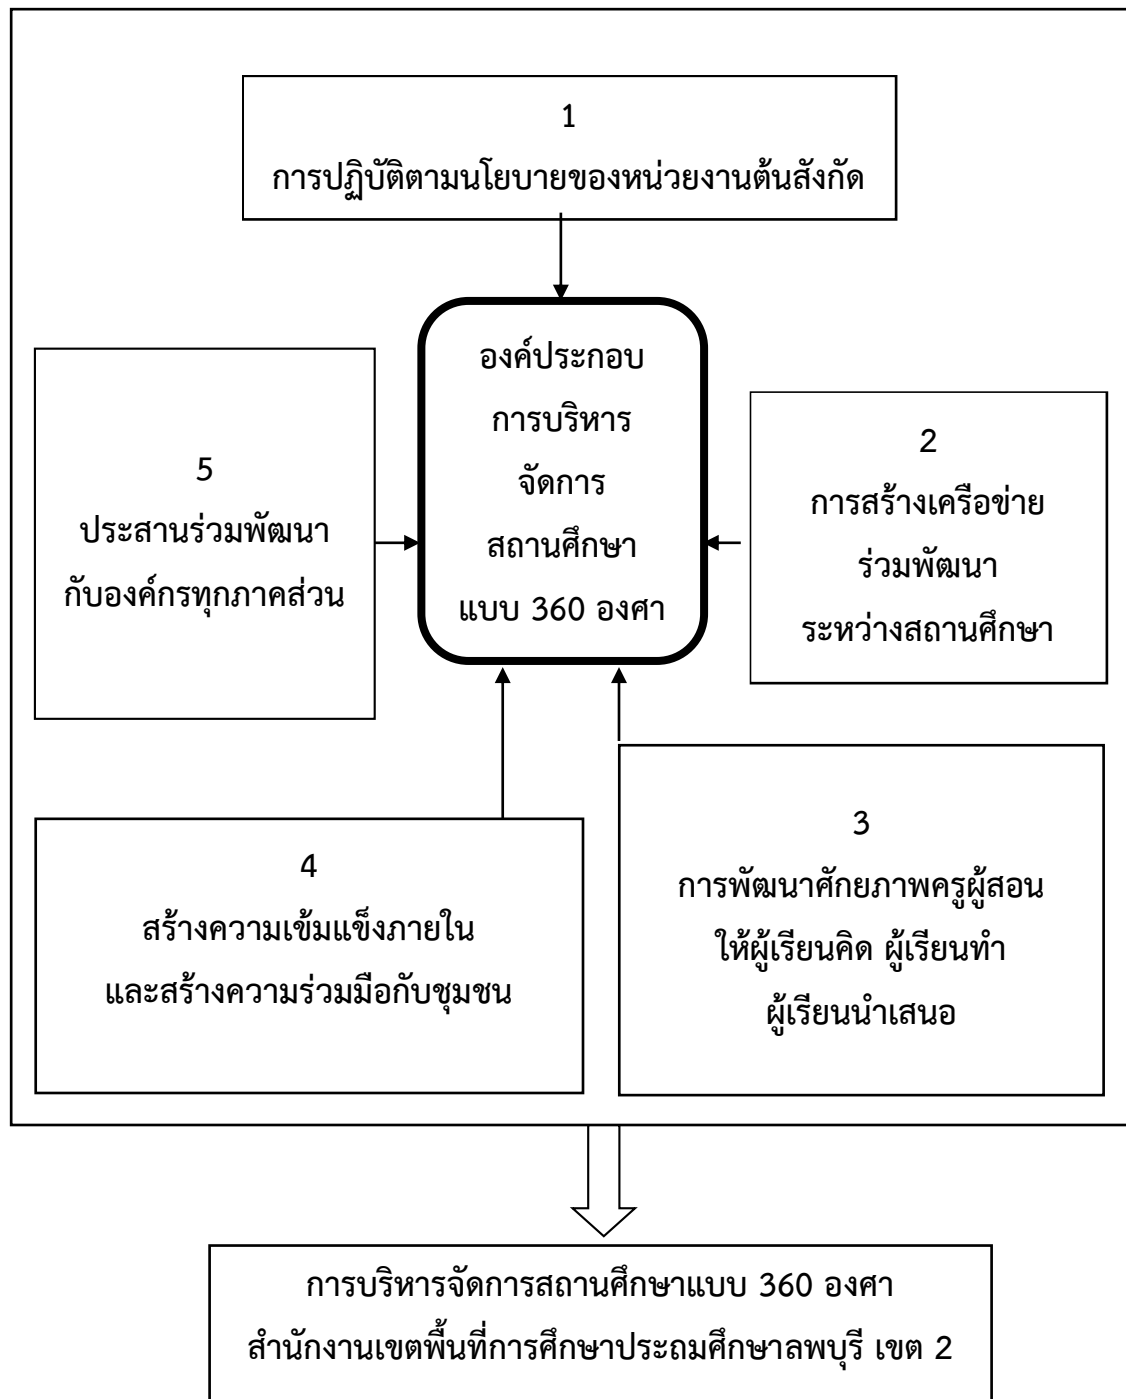 1
การปฏิบัติตามนโยบายของหน่วยงานต้นสังกัด
องค์ประกอบ
การบริหาร
จัดการ
สถานศึกษา
แบบ 360 องศา
2
การสร้างเครือข่าย
ร่วมพัฒนา
ระหว่างสถานศึกษา
3
การพัฒนาศักยภาพครูผู้สอน
ให้ผู้เรียนคิด ผู้เรียนทำ
ผู้เรียนนำเสนอ
4
สร้างความเข้มแข็งภายใน
และสร้างความร่วมมือกับชุมชน
5
ประสานร่วมพัฒนา
กับองค์กรทุกภาคส่วน
การบริหารจัดการสถานศึกษาแบบ 360 องศา
สำนักงานเขตพื้นที่การศึกษาประถมศึกษาลพบุรี เขต 2